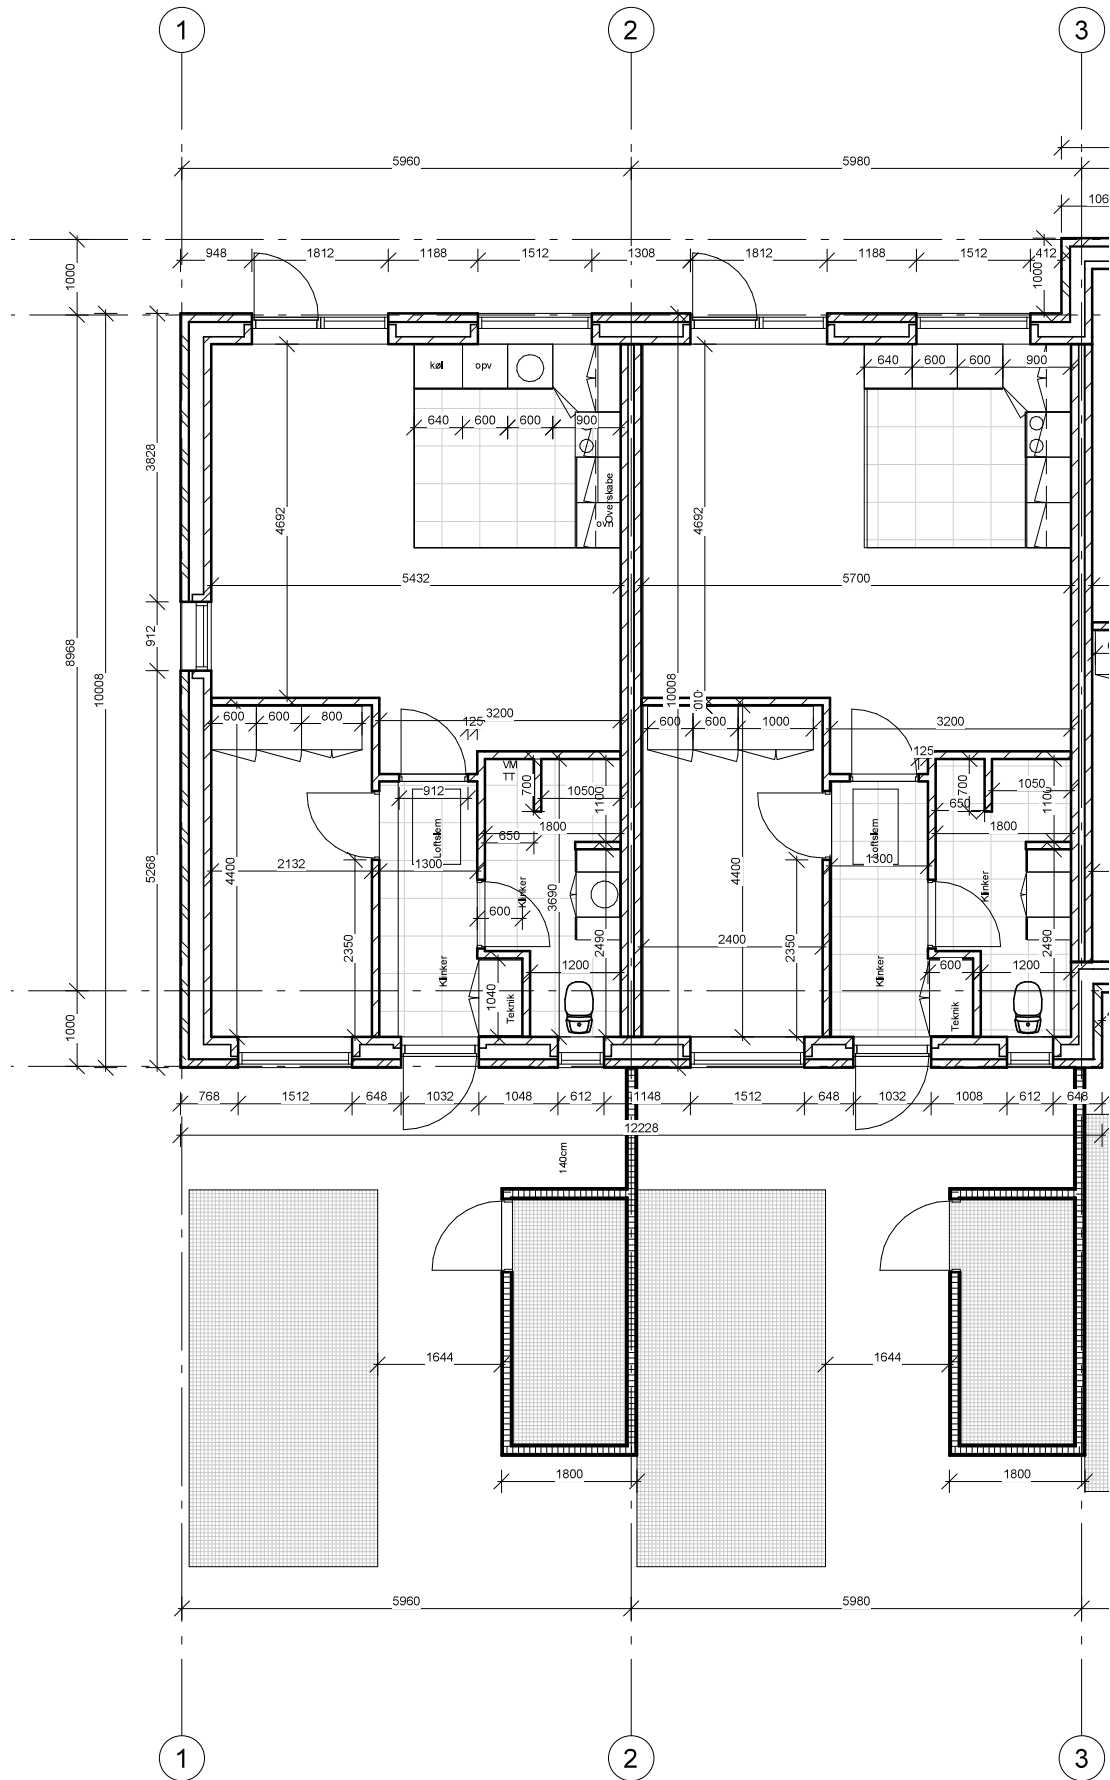 1 2 3
5960 5980
106
948 1812 1188 1512 1308 1812 1188 1512 412
1000 1000
køl opv
640 600 600 900
640 600 600 900
3828
Overskabe
ovn
4692 4692
5432 5700
912
8968
10008
10008
600 600 800 3200 600 600 1000 3200
125 125
VM
TT
912 700 1050 1100 700 1050 1100
650 1800 650 1800
Loftslem Loftslem
5268
4400 2132 1300 4400 1300
Klinker Klinker
600 3690
2350 2490 2400 2350 2490
Klinker 1200 Klinker 600 1200
1040 Teknik Teknik
1000
768 1512 648 1032 1048 612 1148 1512 648 1032 1008 612 648
12228
140cm
1644 1644
1800 1800
5960 5980
1 2 3